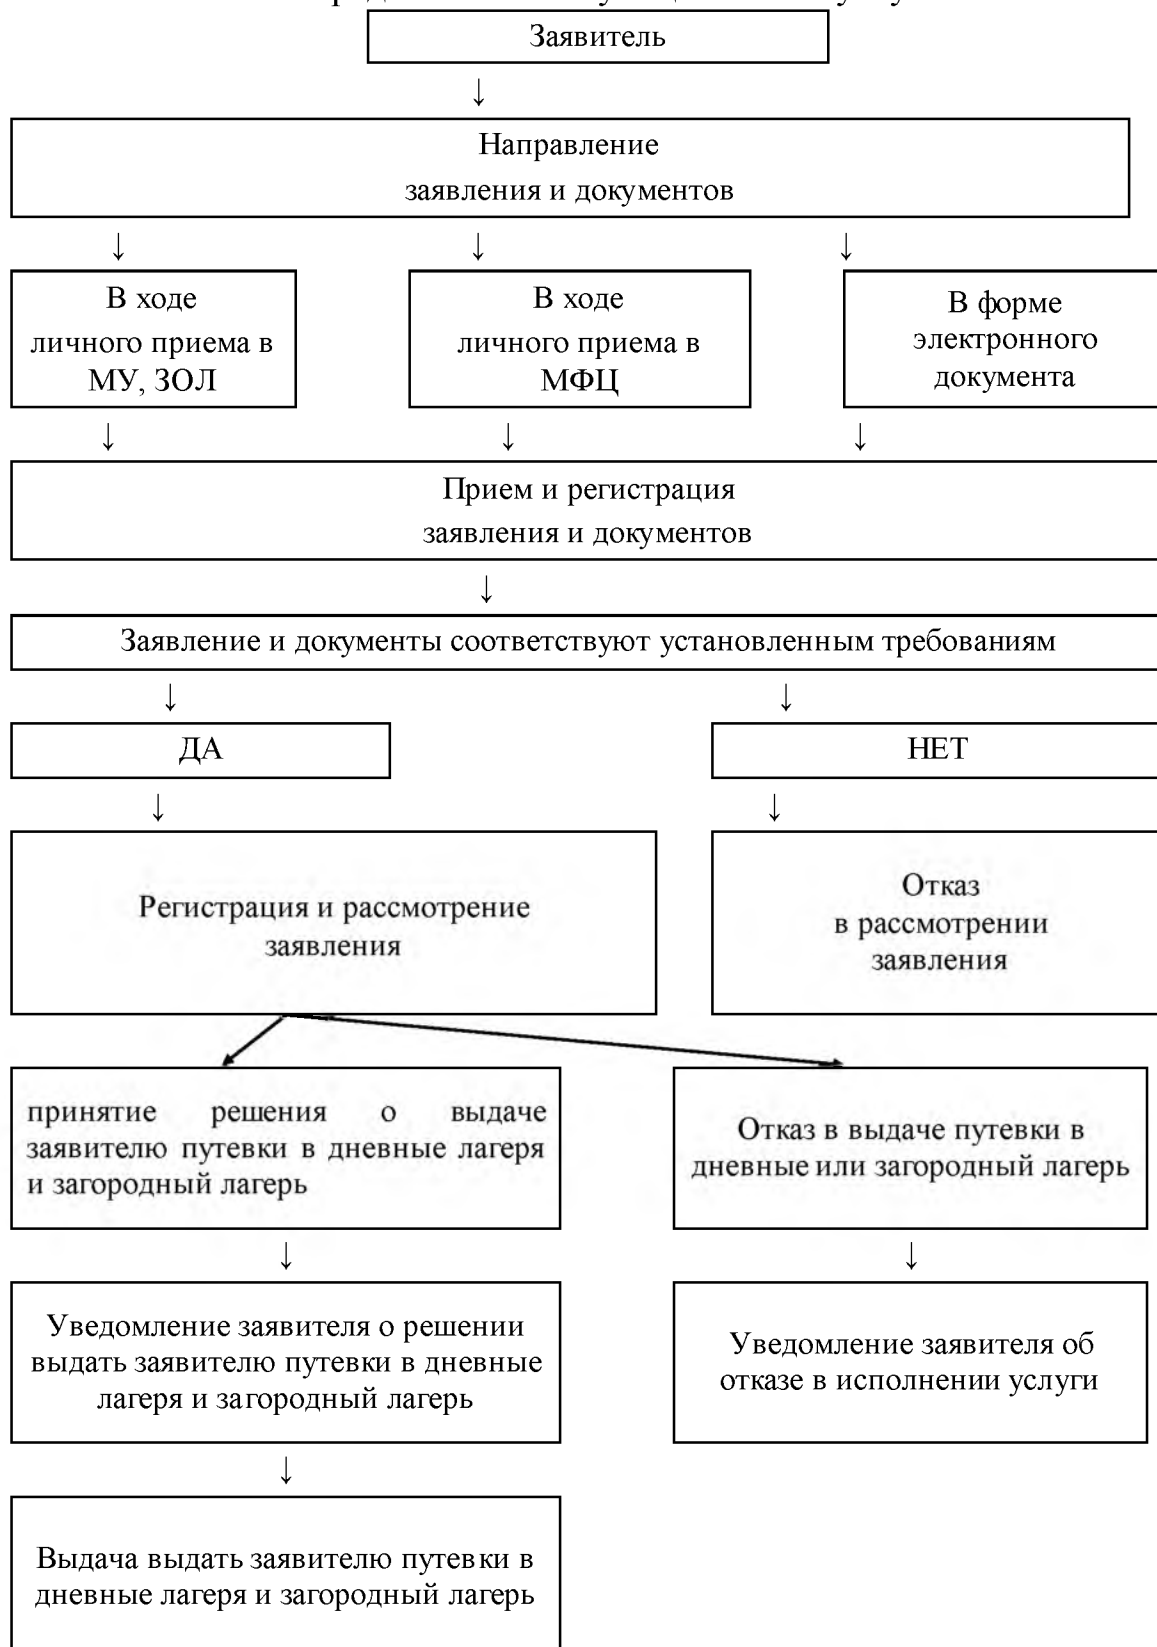 Заявитель
Направление
заявления и документов
В ходе
личного приема в
МУ, ЗОЛ
В ходе
личного приема в
МФЦ
В форме
электронного
документа
Прием и регистрация
заявления и документов
Заявление и документы соответствуют установленным требованиям
ДА
НЕТ
Регистрация и рассмотрение
заявления
Отказ
в рассмотрении
заявления
принятие решения о выдаче
заявителю путевки в дневные лагеря
и загородный лагерь
Отказ в выдаче путевки в
дневные или загородный лагерь
Уведомление заявителя о решении
выдать заявителю путевки в дневные
лагеря и загородный лагерь
Уведомление заявителя об
отказе в исполнении услуги
Выдача выдать заявителю путевки в
дневные лагеря и загородный лагерь